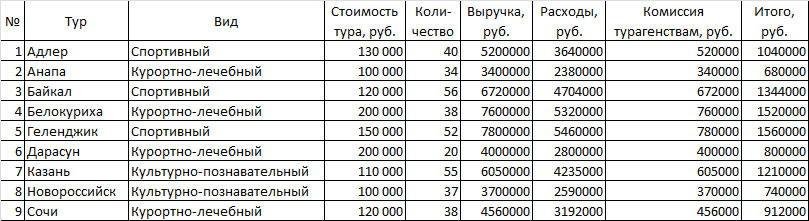 № Тур Вид Стоимость тура, руб. Коли-чество Выручка, руб. Расходы, руб. Комиссия турагенствам, руб. Итого, руб.
1 Адлер Спортивный 130 000 40 5200000 3640000 520000 1040000
2 Анапа Курортно-лечебный 100 000 34 3400000 2380000 340000 680000
3 Байкал Спортивный 120 000 56 6720000 4704000 672000 1344000
4 Белокуриха Курортно-лечебный 200 000 38 7600000 5320000 760000 1520000
5 Геленджик Спортивный 150 000 52 7800000 5460000 780000 1560000
6 Дарасун Курортно-лечебный 200 000 20 4000000 2800000 400000 800000
7 Казань Культурно-познавательный 110 000 55 6050000 4235000 605000 1210000
8 Новороссийск Культурно-познавательный 100 000 37 3700000 2590000 370000 740000
9 Сочи Курортно-лечебный 120 000 38 4560000 3192000 456000 912000